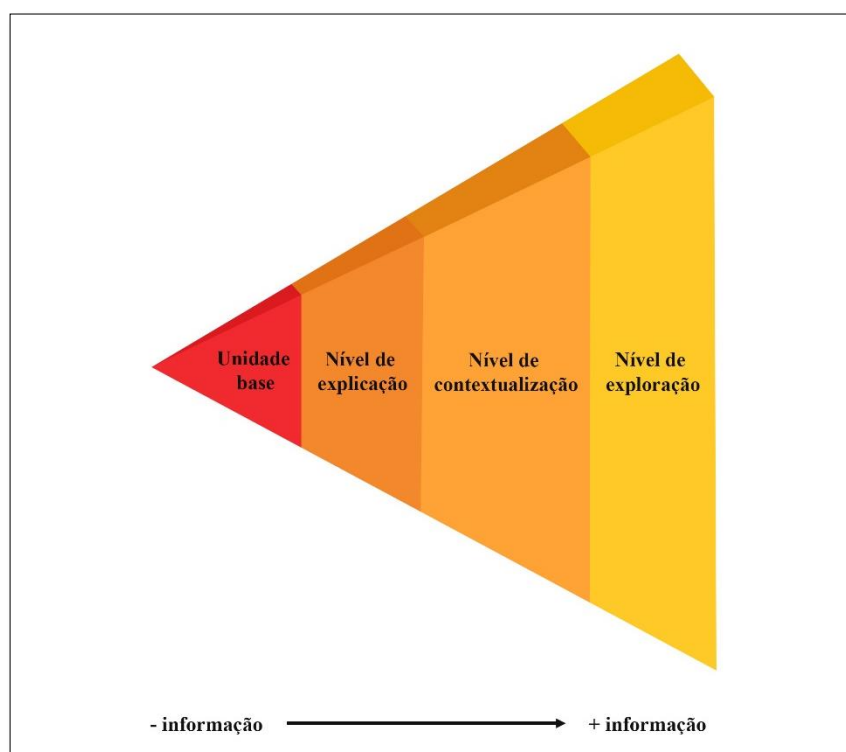 Unidade
base
Nível de
explicação
Nível de
contextualização
Nível de
exploração
- informação
+ informação